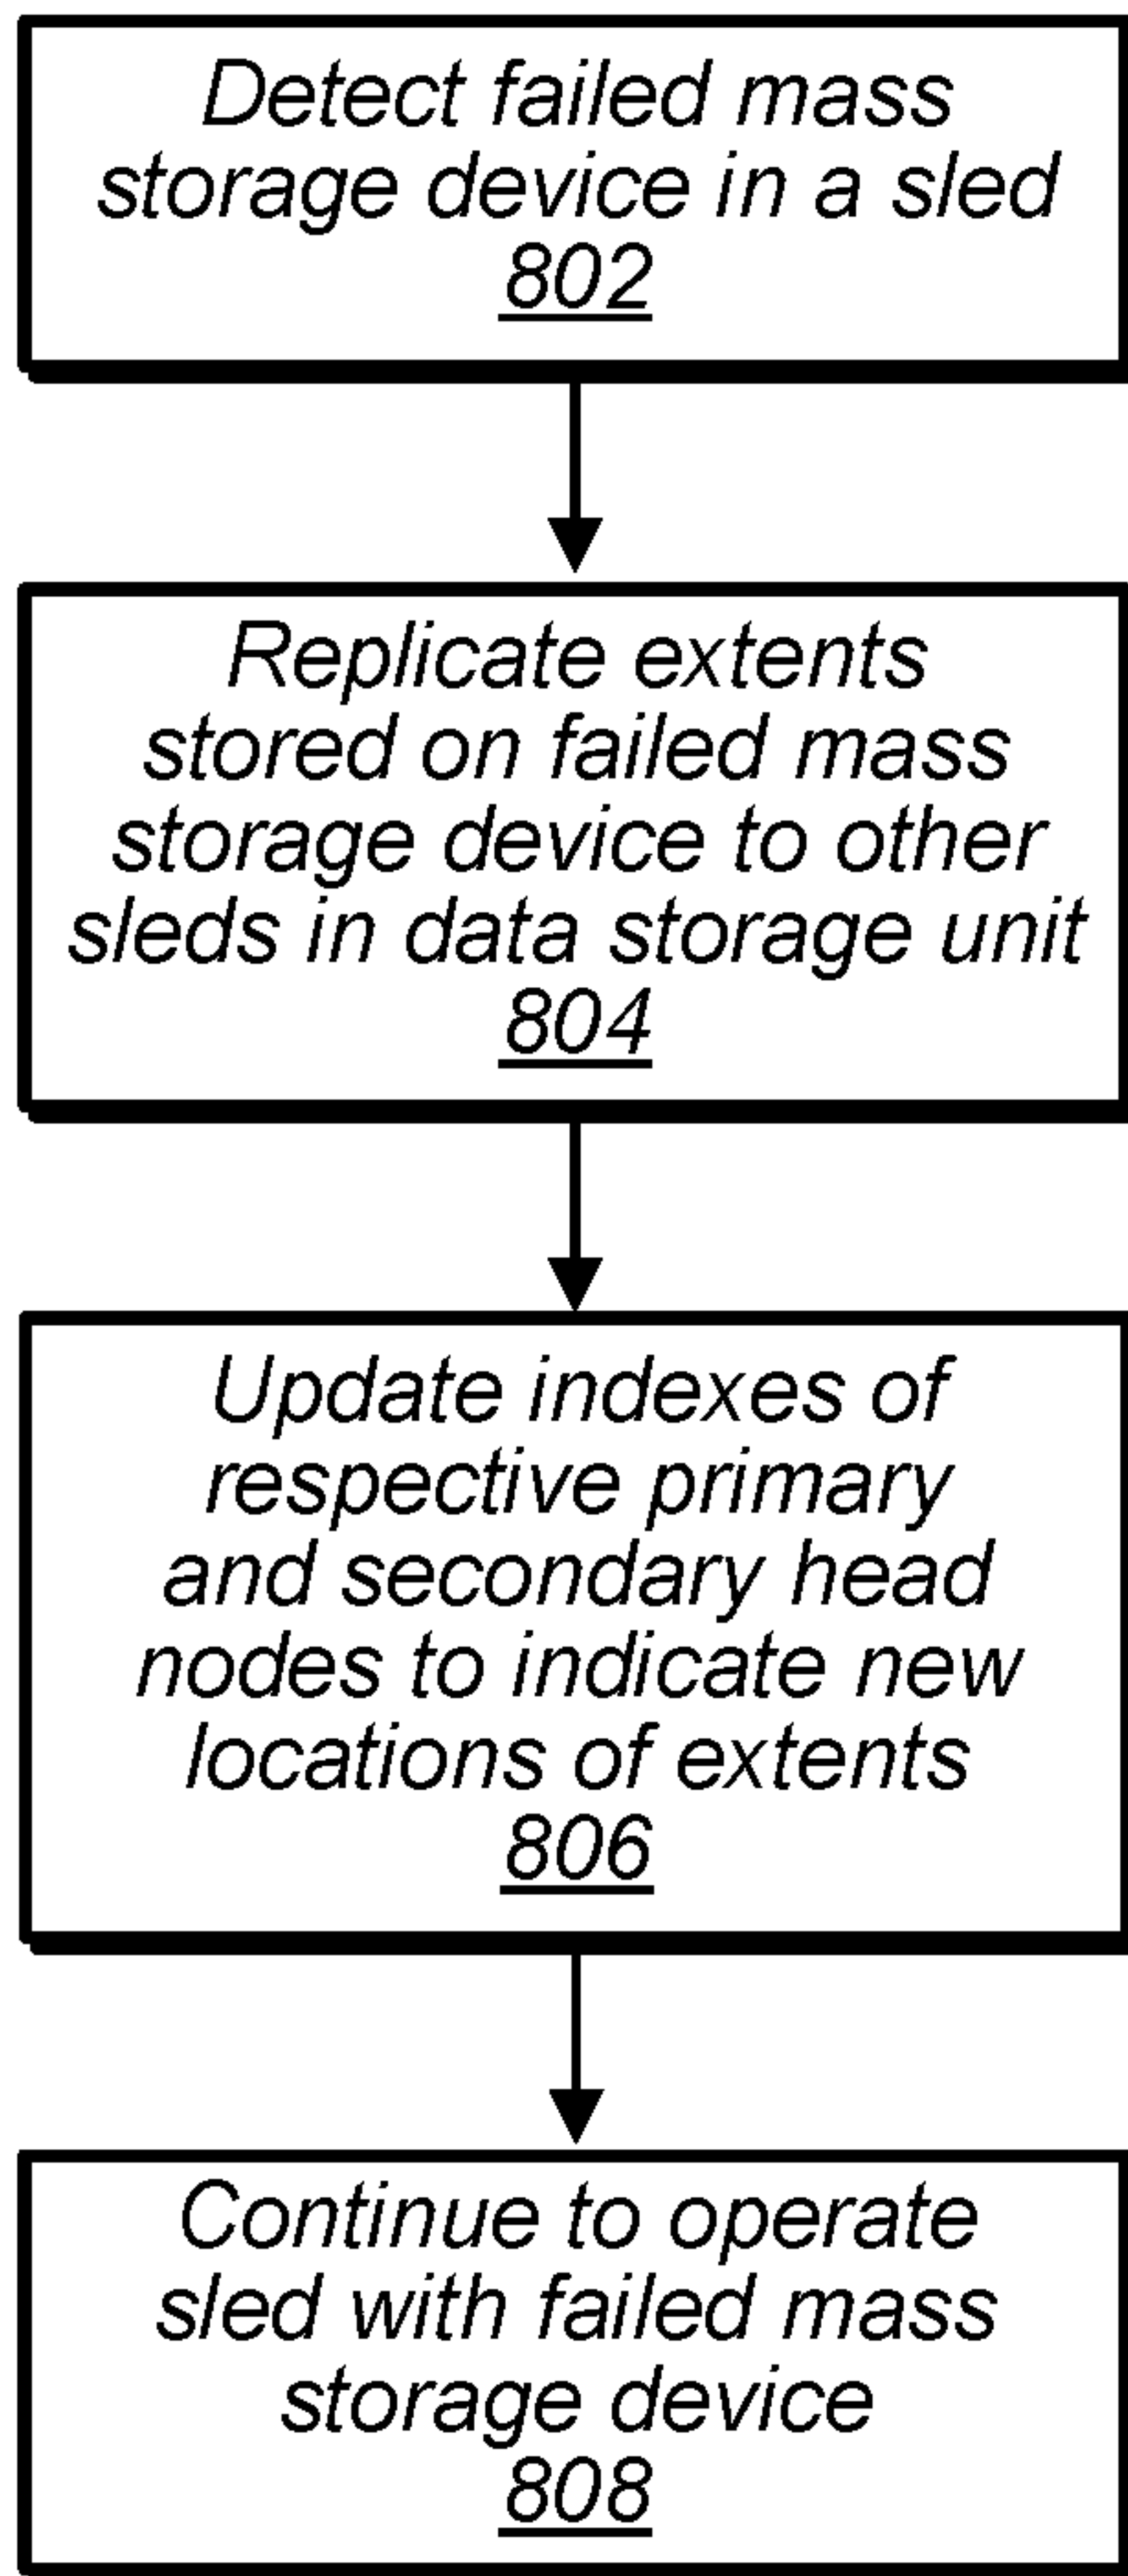 Detect failed mass
storage device in a sled
802
Replicate extents
stored on failed mass
storage device to other
sleds in data storage unit
804
Update indexes of
respective primary
and secondary head
nodes to indicate new
locations of extents
806
Continue to operate
sled with failed mass
storage device
808